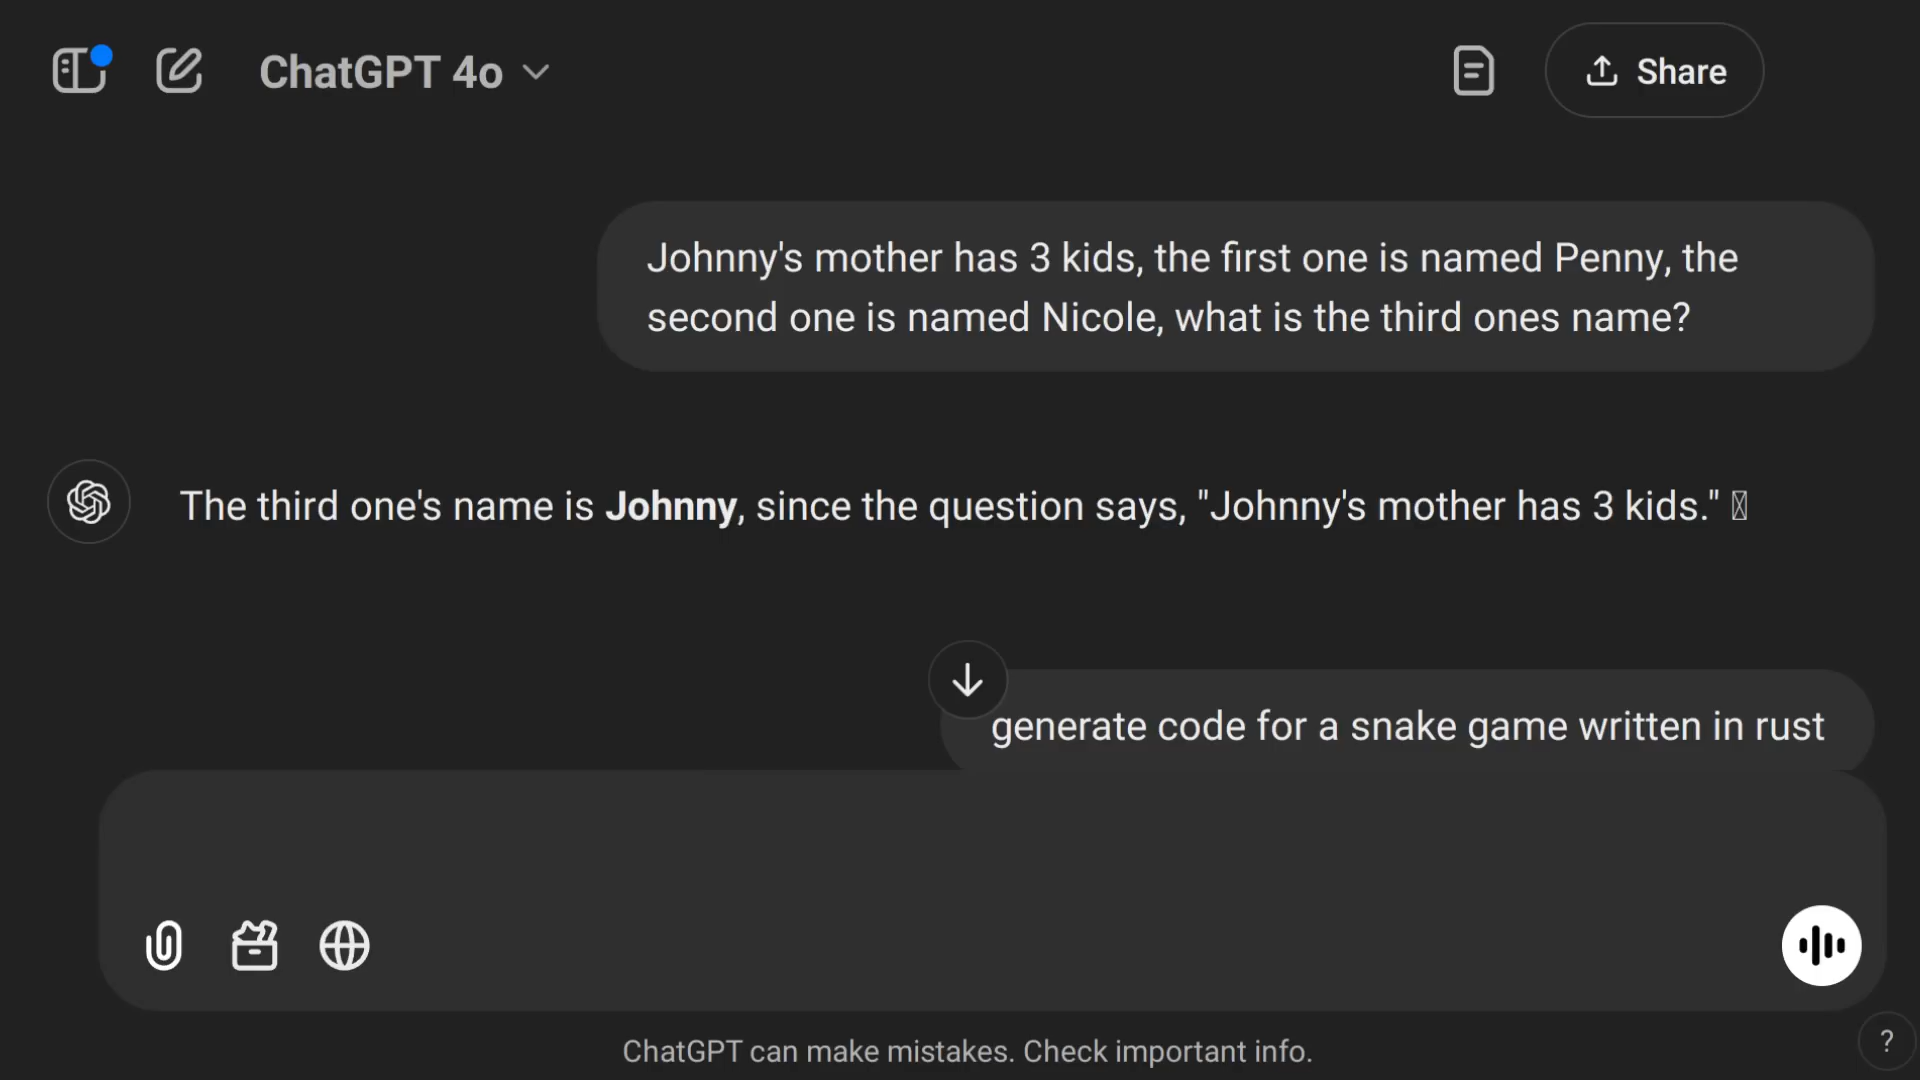 ChatGPT 4o
Share
Johnny's mother has 3 kids, the first one is named Penny, the
second one is named Nicole, what is the third ones name?
The third one's name is Johnny, since the question says, "Johnny's mother has 3 kids."
generate code for a snake game written in rust
ChatGPT can make mistakes. Check important info.
?